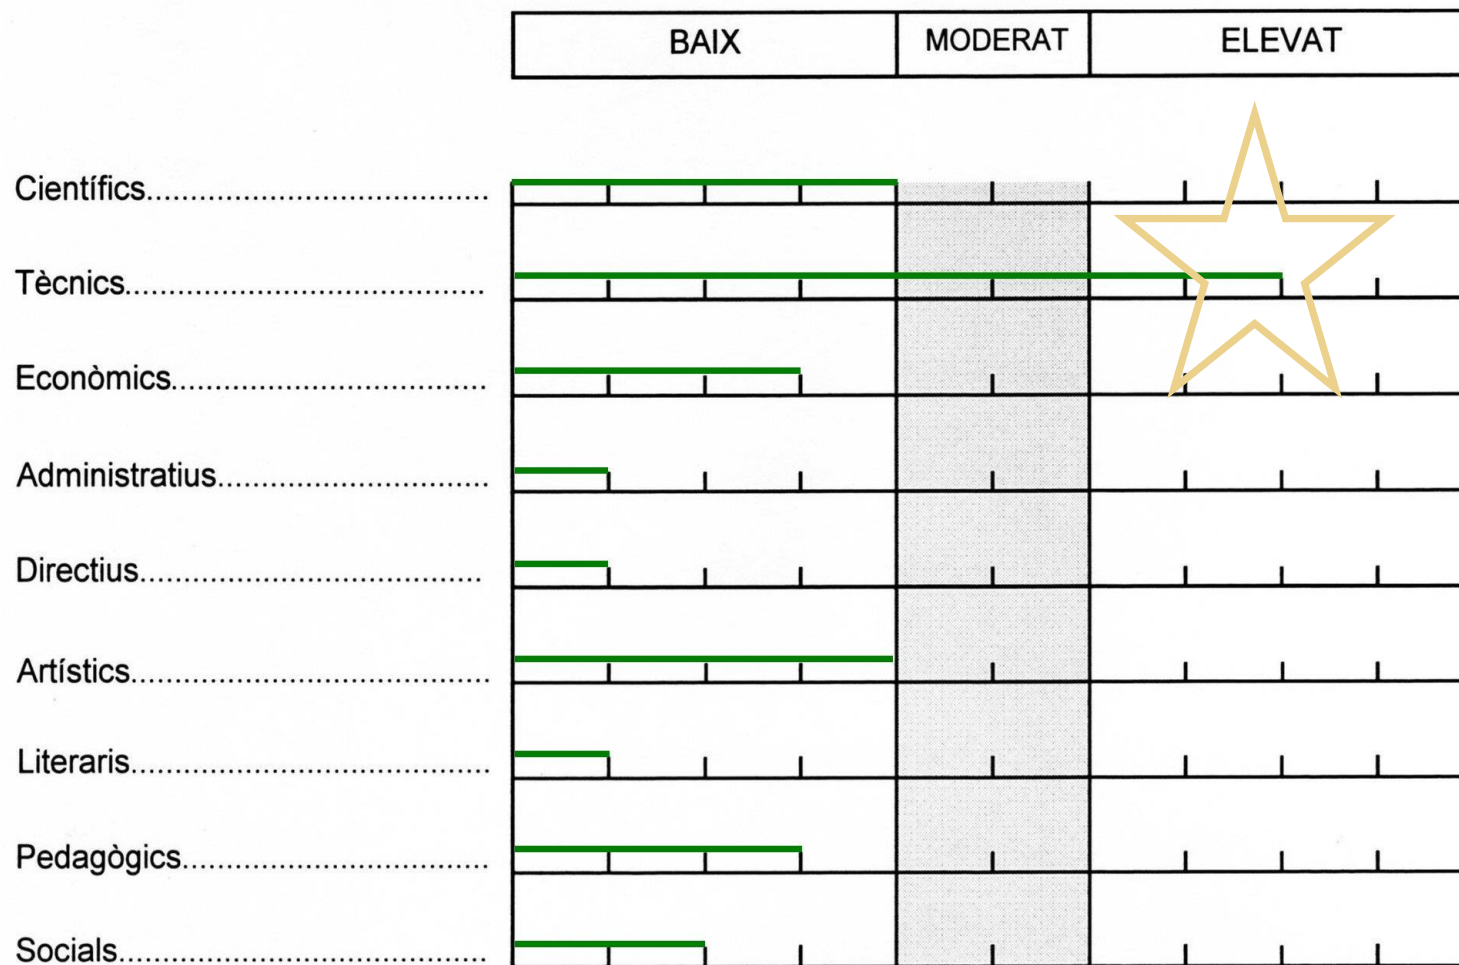 BAIX MODERAT ELEVAT
Científics
Tècnics
Econòmics
Administratius
Directius
Artístics
Literaris
Pedagògics
Socials